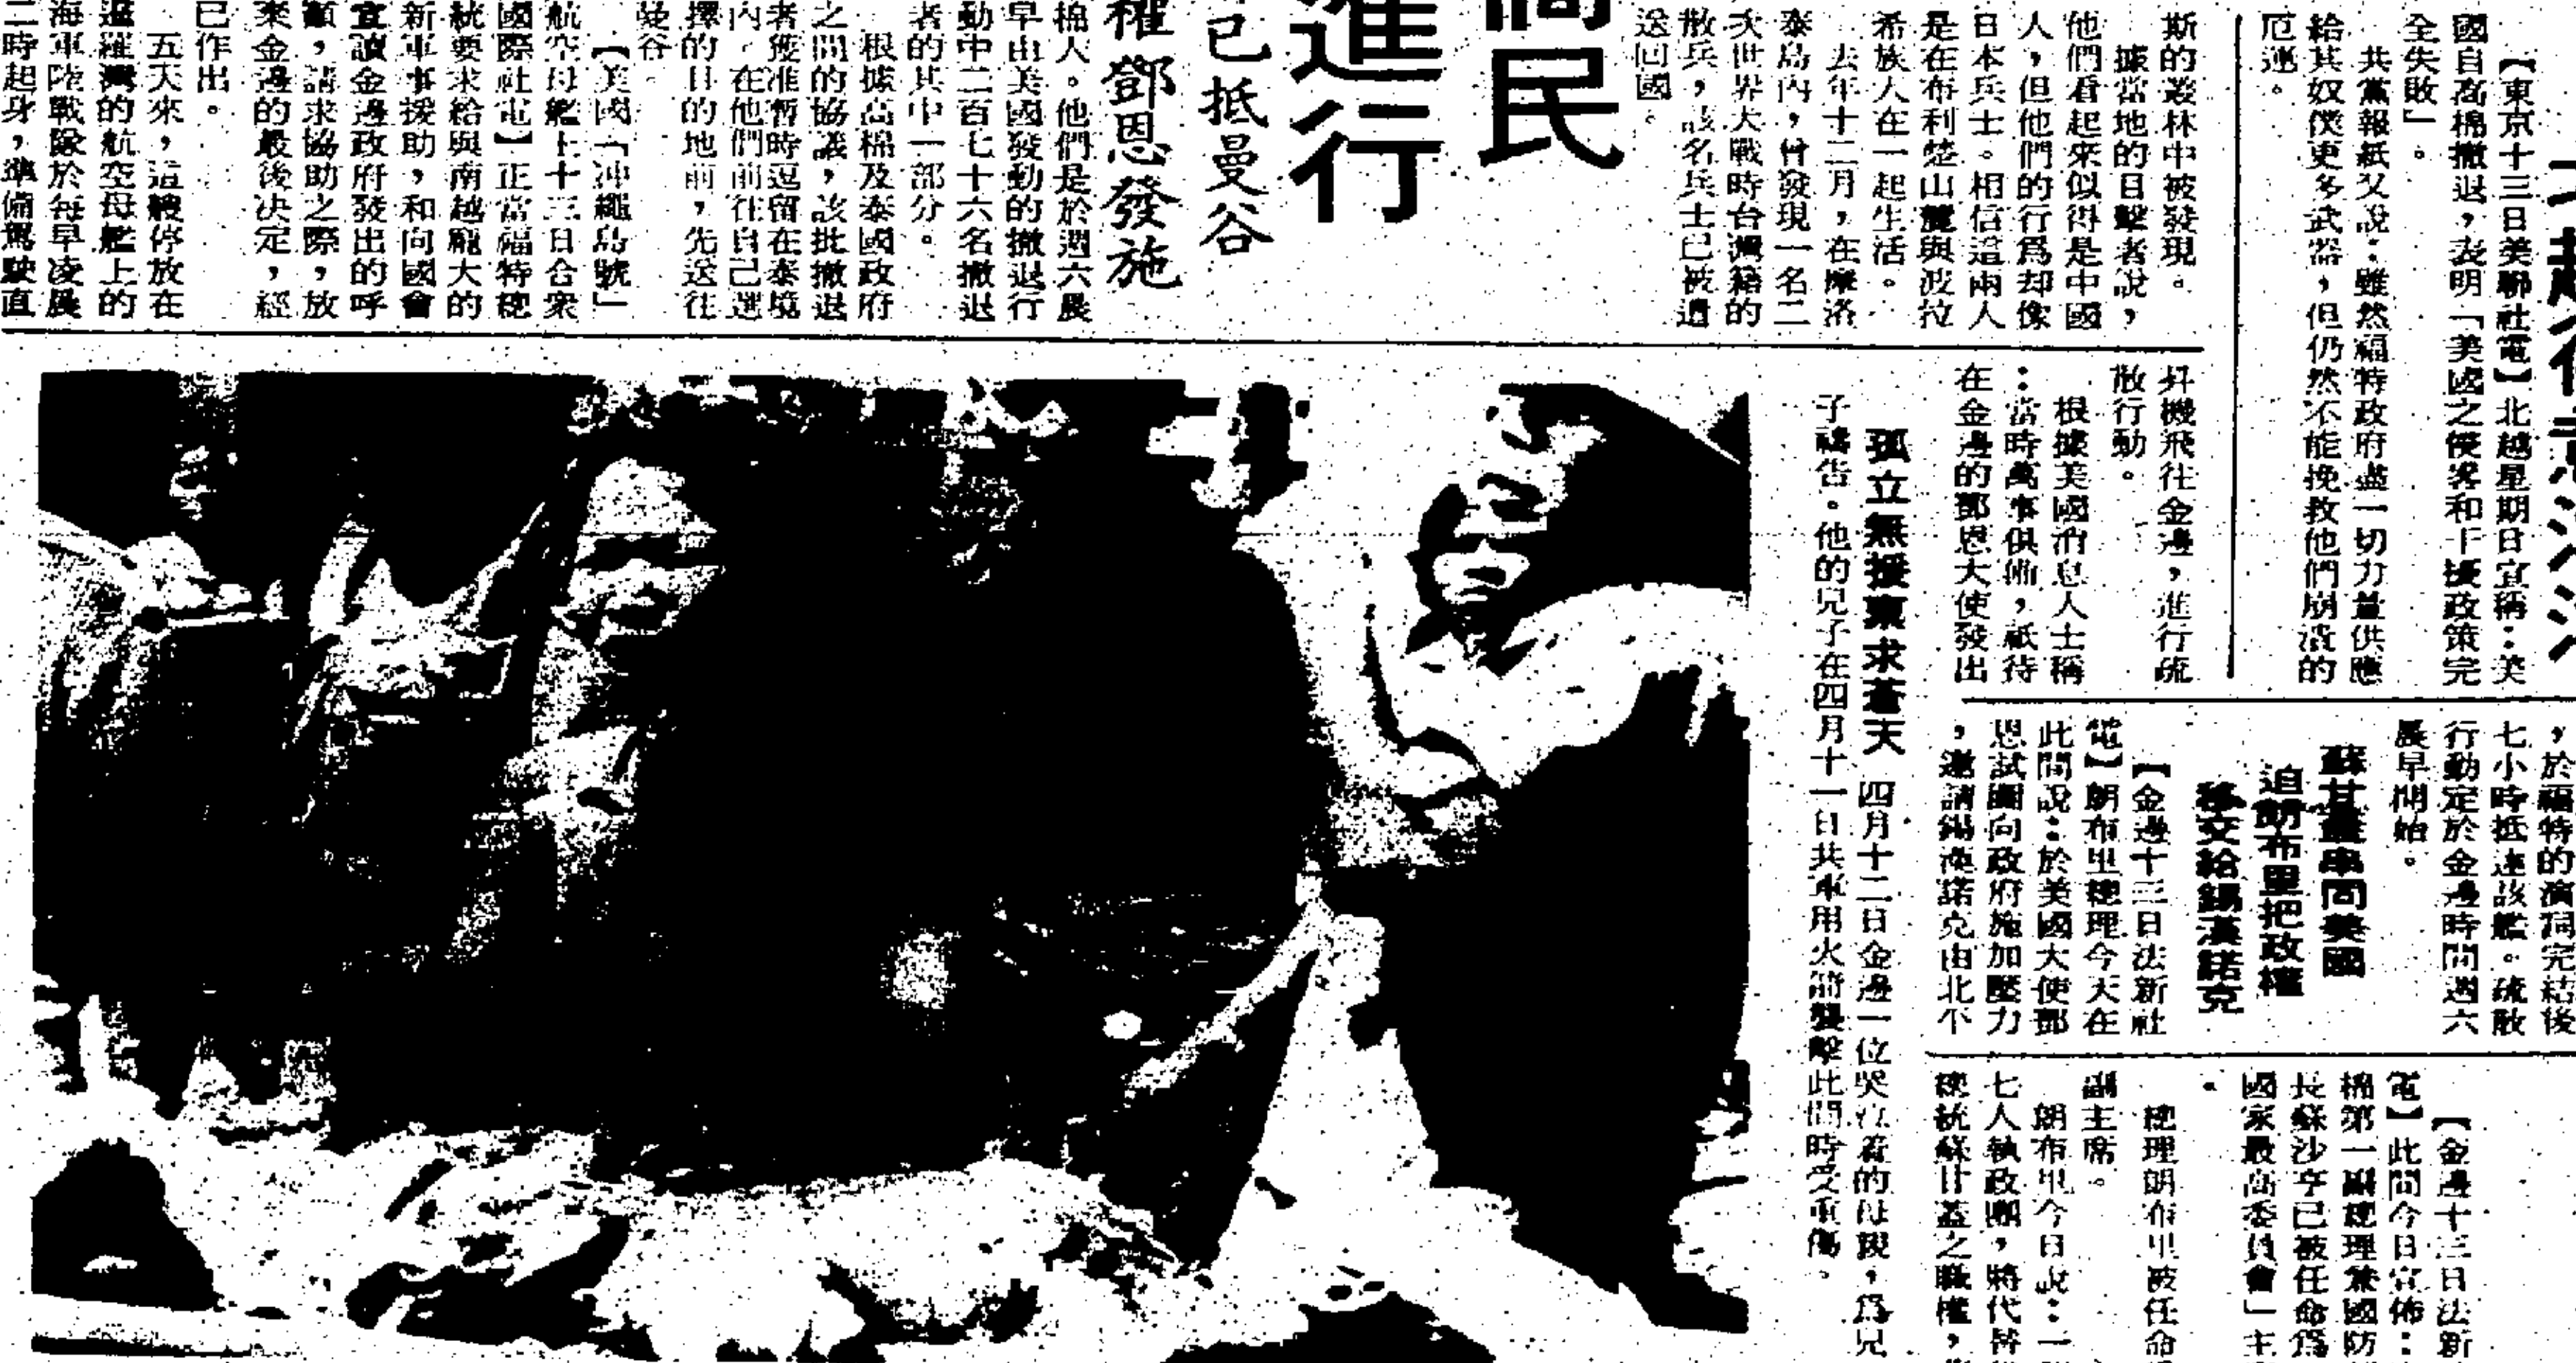 【東京十三日美聯社電】北越星期日宣稱:美
國自高棉撤退,表明「美國之侵畧和干擾政策完
全失敗」。
共黨報紙又說:雖然福特政府盡一切力量供應
給其奴僕更多武器,但仍然不能挽救他們崩潰的
厄運。
斯的叢林中被發現。
據當地的目擊者說,
他們看起來似得是中國
人,但他們的行爲却像
日本兵士。相信這兩人
是在布利楚山麓與波拉
希族人在一起生活。
去年十二月,在摩洛
泰島內,曾發現一名二
次世界大戰時台灣籍的
散兵,該名兵士已被遣
送回國。
民
進行
已抵曼谷
權鄧恩發施
棉人。他們是於週六晨
早由美國發動的撤退行
動中二百七十六名撤退
者的其中一部分。
根據高棉及泰國政府
之間的協議,該批撤退
者獲准暫時逗留在泰境
內,在他們前往自己選
擇的目的地前,先送往
曼谷。
【美國「沖繩島號」
航空母艦上十三日合衆
國際社電】正當福特總
統要求給與南越龐大的
新軍事援助,和向國會
宣讀金邊政府發出的呼
籲,請求協助之際,放
棄金邊的最後決定,經
已作出。
五天來,這艘停放在
暹羅灣的航空母艦上的
海軍陸戰隊於每早凌晨
二時起身,準備駕駛直
昇機飛往金邊,進行疏
散行動。
根據美國消息人士稱
:當時萬事俱備,祇待
在金邊的鄧恩大使發出
孤立無援哀求蒼天 四月十二日金邊一位哭泣着的母親,爲兒
子禱告。他的兒子在四月十一日共軍用火箭襲擊此間時受重傷。
,於福特的演詞完結後
七小時抵達該艦。疏散
行動定於金邊時間週六
晨早開始。
蘇甘蓋串同美國
迫朗布里把政權
移交給錫漢諾克
【金邊十三日法新社
電】朗布里總理今天在
此間說:於美國大使鄧
恩試圖向政府施加壓力
,邀請錫漢諾克由北不
【金邊十三日法新
電】此間今日宣佈:
棉第一副總理兼國防
長蘇沙亨已被任命爲
國家最高委員會」主
。
總理朗布里被任命
副主席。
朗布里今日說:一
七人執政團,將代替
總統蘇甘蓋之職權,